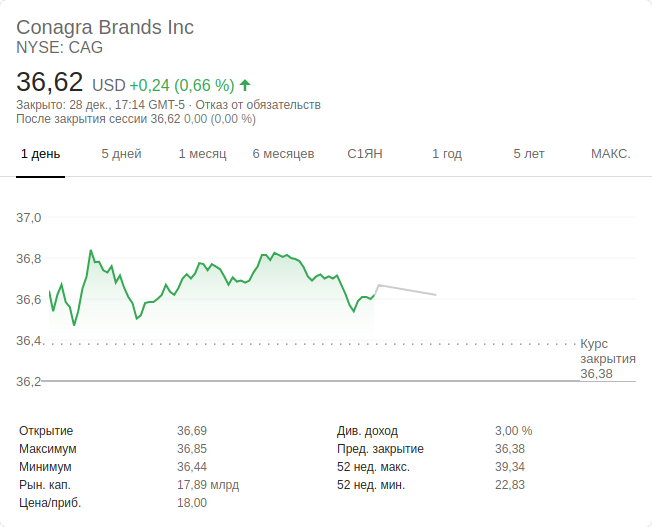 Conagra Brands Inc
NYSE: CAG
36,62 USD +0,24 (0,66 %)
Закрыто: 28 дек., 17:14 GMT-5 · Отказ от обязательств
После закрытия сессии 36,62 0,00 (0,00 %)
1 день 5 дней 1 месяц 6 месяцев С1ЯН 1 год 5 лет МАКС.
37,0
36,8
36,6
36,4
Курс
закрытия
36,38
36,2
Открытие 36,69 Див. доход 3,00 %
Максимум 36,85 Пред. закрытие 36,38
Минимум 36,44 52 нед. макс. 39,34
Рын. кап. 17,89 млрд 52 нед. мин. 22,83
Цена/приб. 18,00